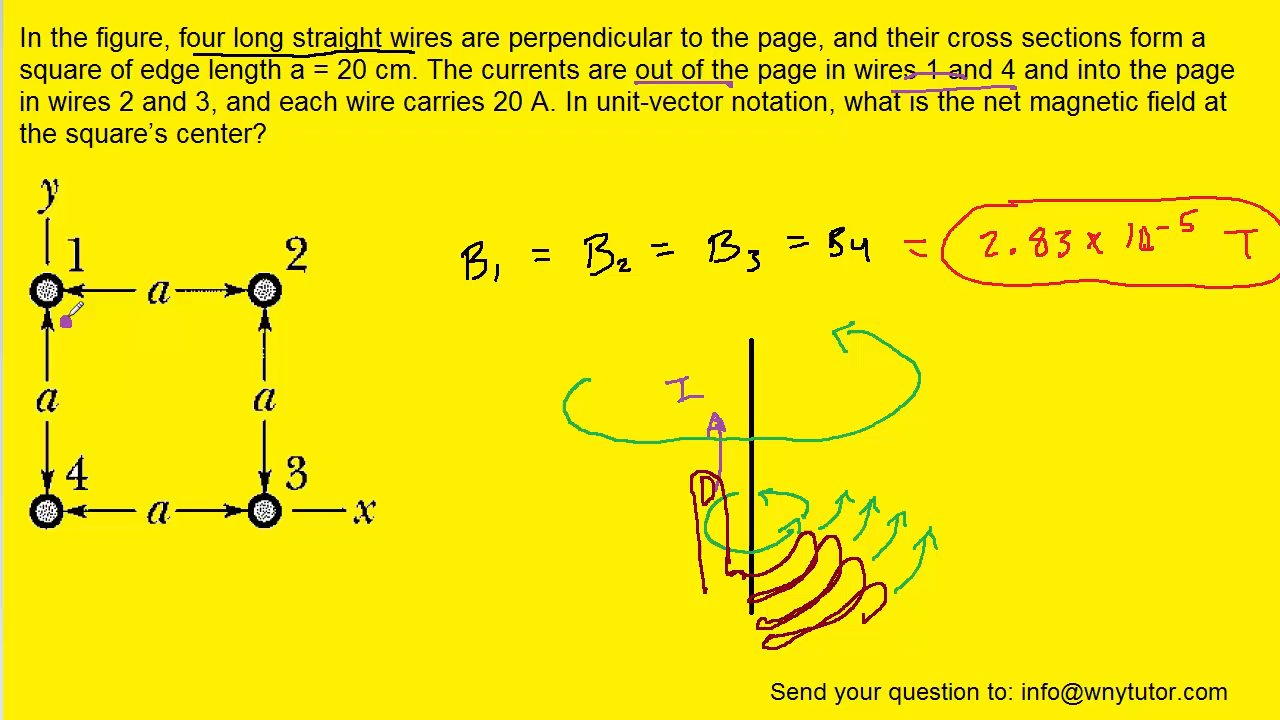 In the figure, four long straight wires are perpendicular to the page, and their cross sections form a
square of edge length a = 20 cm. The currents are out of the page in wires 1 and 4 and into the page
in wires 2 and 3, and each wire carries 20 A. In unit-vector notation, what is the net magnetic field at
the square's center?
y
1 2
a
B₁ = B₂ = B₃ = B4 = 2.83 x 10⁻⁵ T
a a
I
4 3
a x
Send your question to: info@wnytutor.com